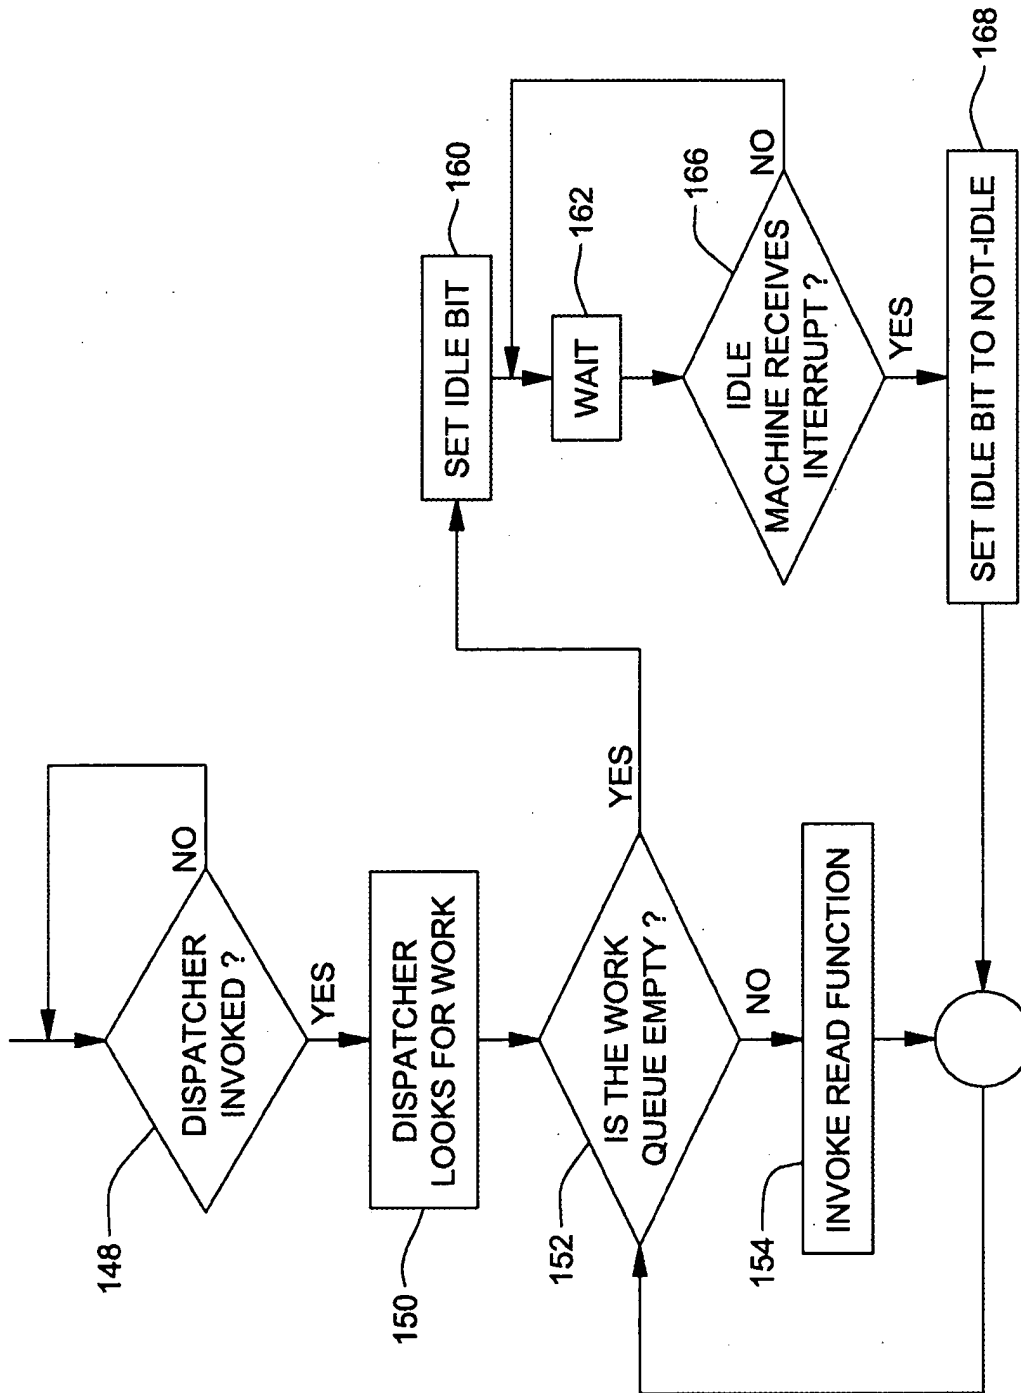 DISPATCHER
INVOKED ?
NO
YES
148
DISPATCHER
LOOKS FOR WORK
150
IS THE WORK
QUEUE EMPTY ?
YES
NO
152
INVOKE READ FUNCTION
154
SET IDLE BIT
160
WAIT
162
IDLE
MACHINE RECEIVES
INTERRUPT ?
166
NO
YES
SET IDLE BIT TO NOT-IDLE
168